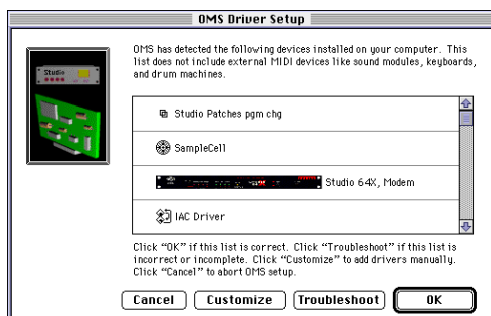 OMS Driver Setup
Studio
OMS has detected the following devices installed on your computer. This
list does not include external MIDI devices like sound modules, keyboards,
and drum machines.
Studio Patches pgm chg
SampleCell
Studio 64X, Modem
IAC Driver
Click “OK” if this list is correct. Click “Troubleshoot” if this list is
incorrect or incomplete. Click “Customize” to add drivers manually.
Click “Cancel” to abort OMS setup.
Cancel Customize Troubleshoot OK